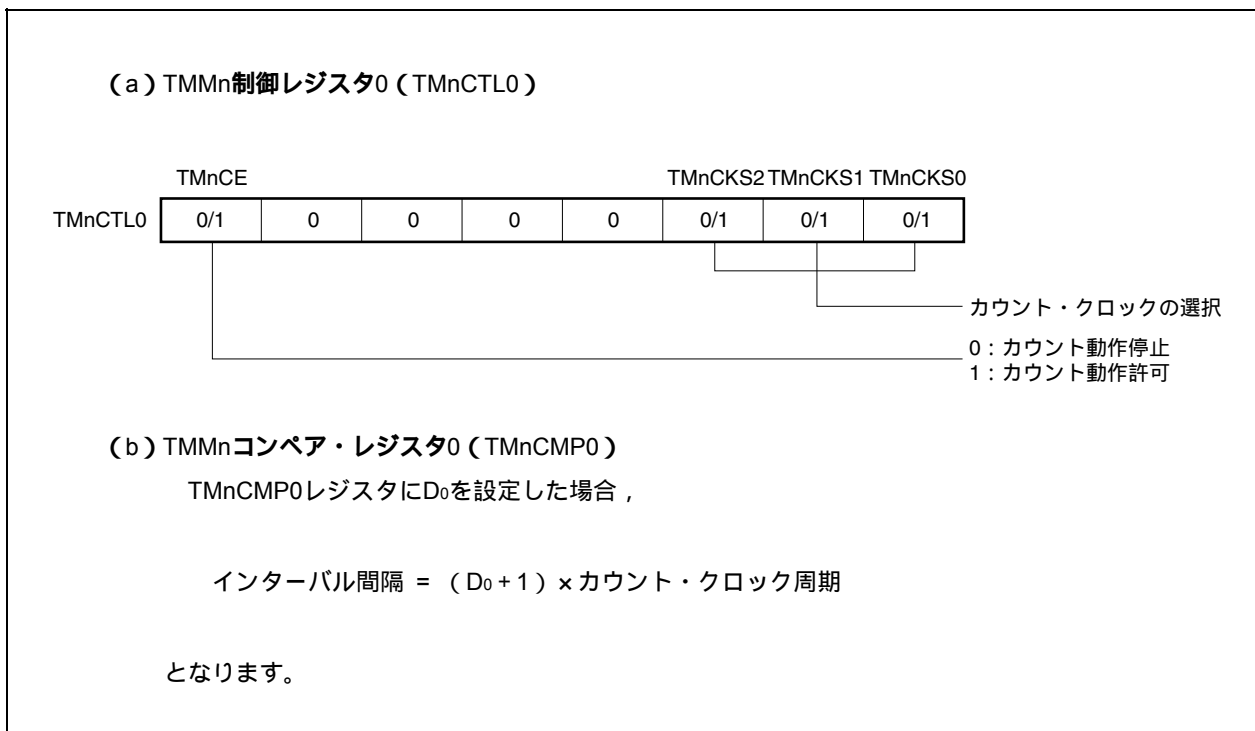 (a)TMMn制御レジスタ0(TMnCTL0)
TMnCE TMnCKS2 TMnCKS1 TMnCKS0
TMnCTL0 0/1 0 0 0 0 0/1 0/1 0/1
カウント・クロックの選択
0:カウント動作停止
1:カウント動作許可
(b)TMMnコンペア・レジスタ0(TMnCMP0)
TMnCMP0レジスタにD0を設定した場合,
インターバル間隔 = (D0+1)×カウント・クロック周期
となります。